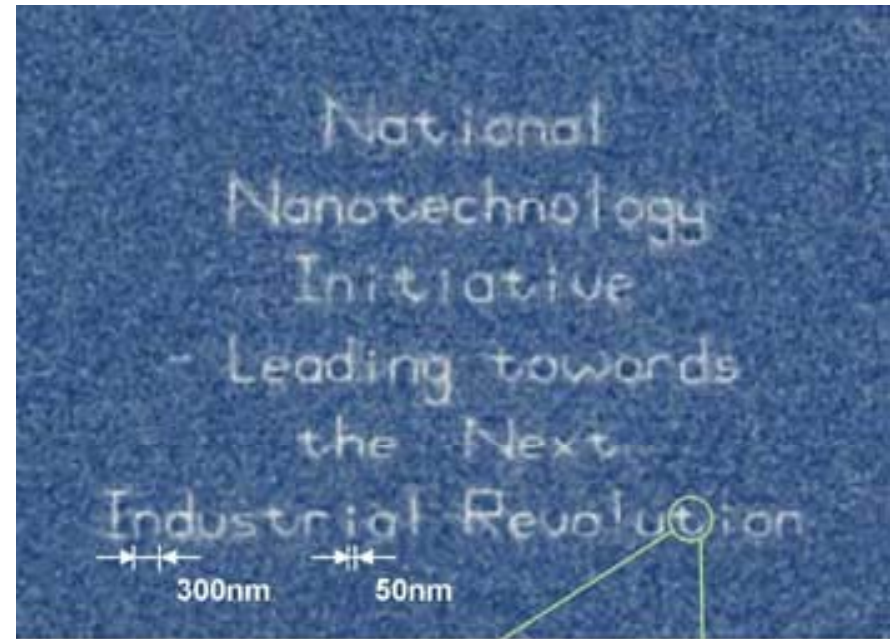 National
Nanotechnology
Initiative
- Leading towards
the Next
Industrial Revolution
300nm 50nm